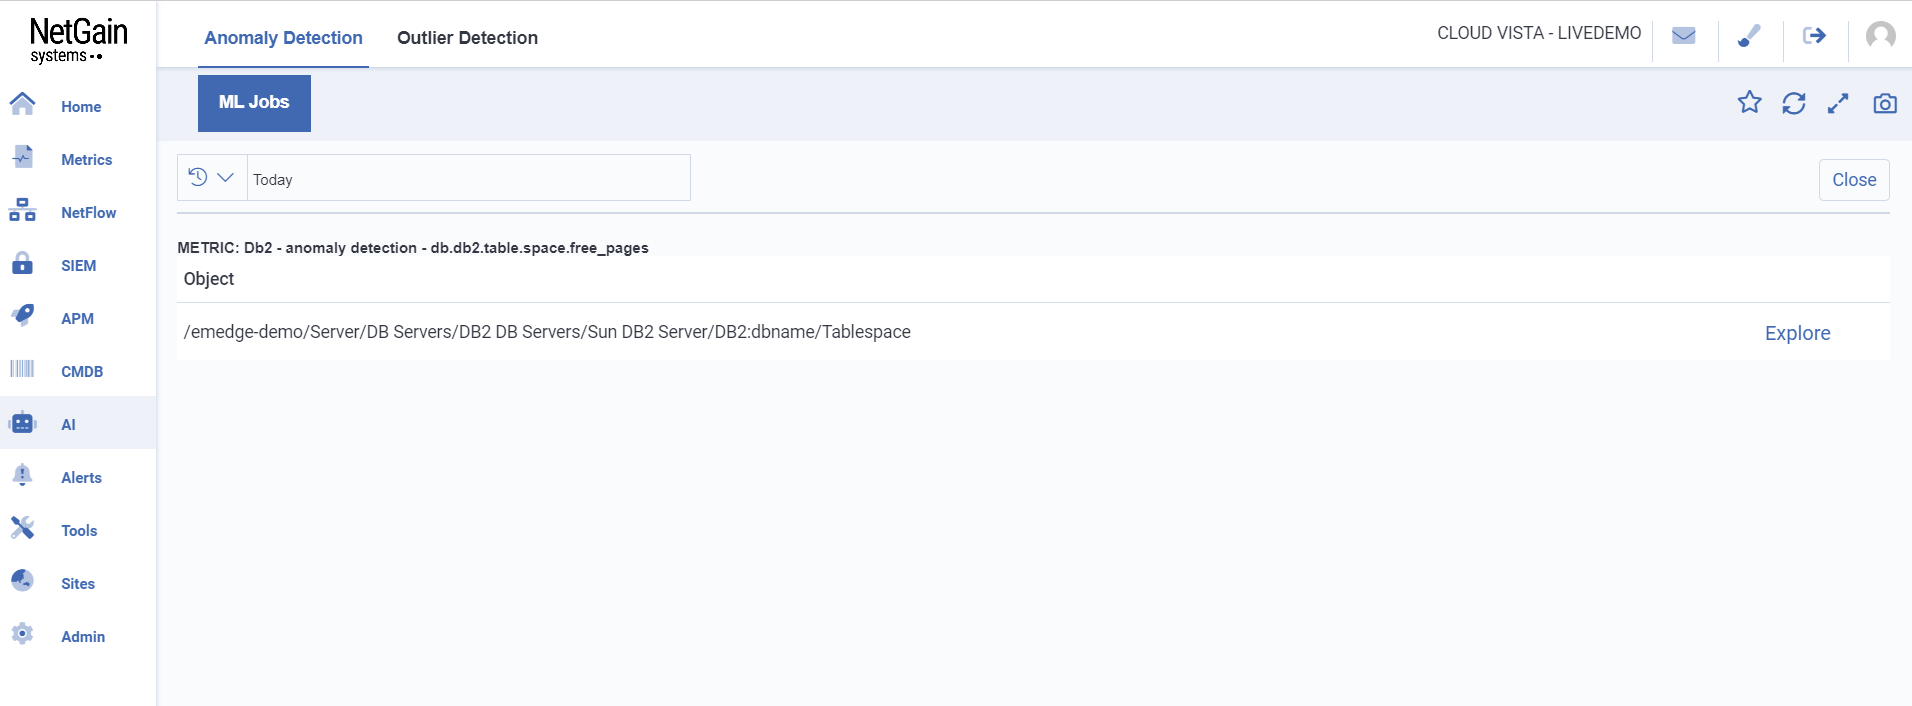 NetGain
systems
Anomaly Detection
Outlier Detection
CLOUD VISTA - LIVEDEMO
ML Jobs
Home
Metrics
NetFlow
SIEM
APM
CMDB
AI
Alerts
Tools
Sites
Admin
Today
Close
METRIC: Db2 - anomaly detection - db.db2.table.space.free_pages
Object
/emedge-demo/Server/DB Servers/DB2 DB Servers/Sun DB2 Server/DB2:dbname/Tablespace
Explore